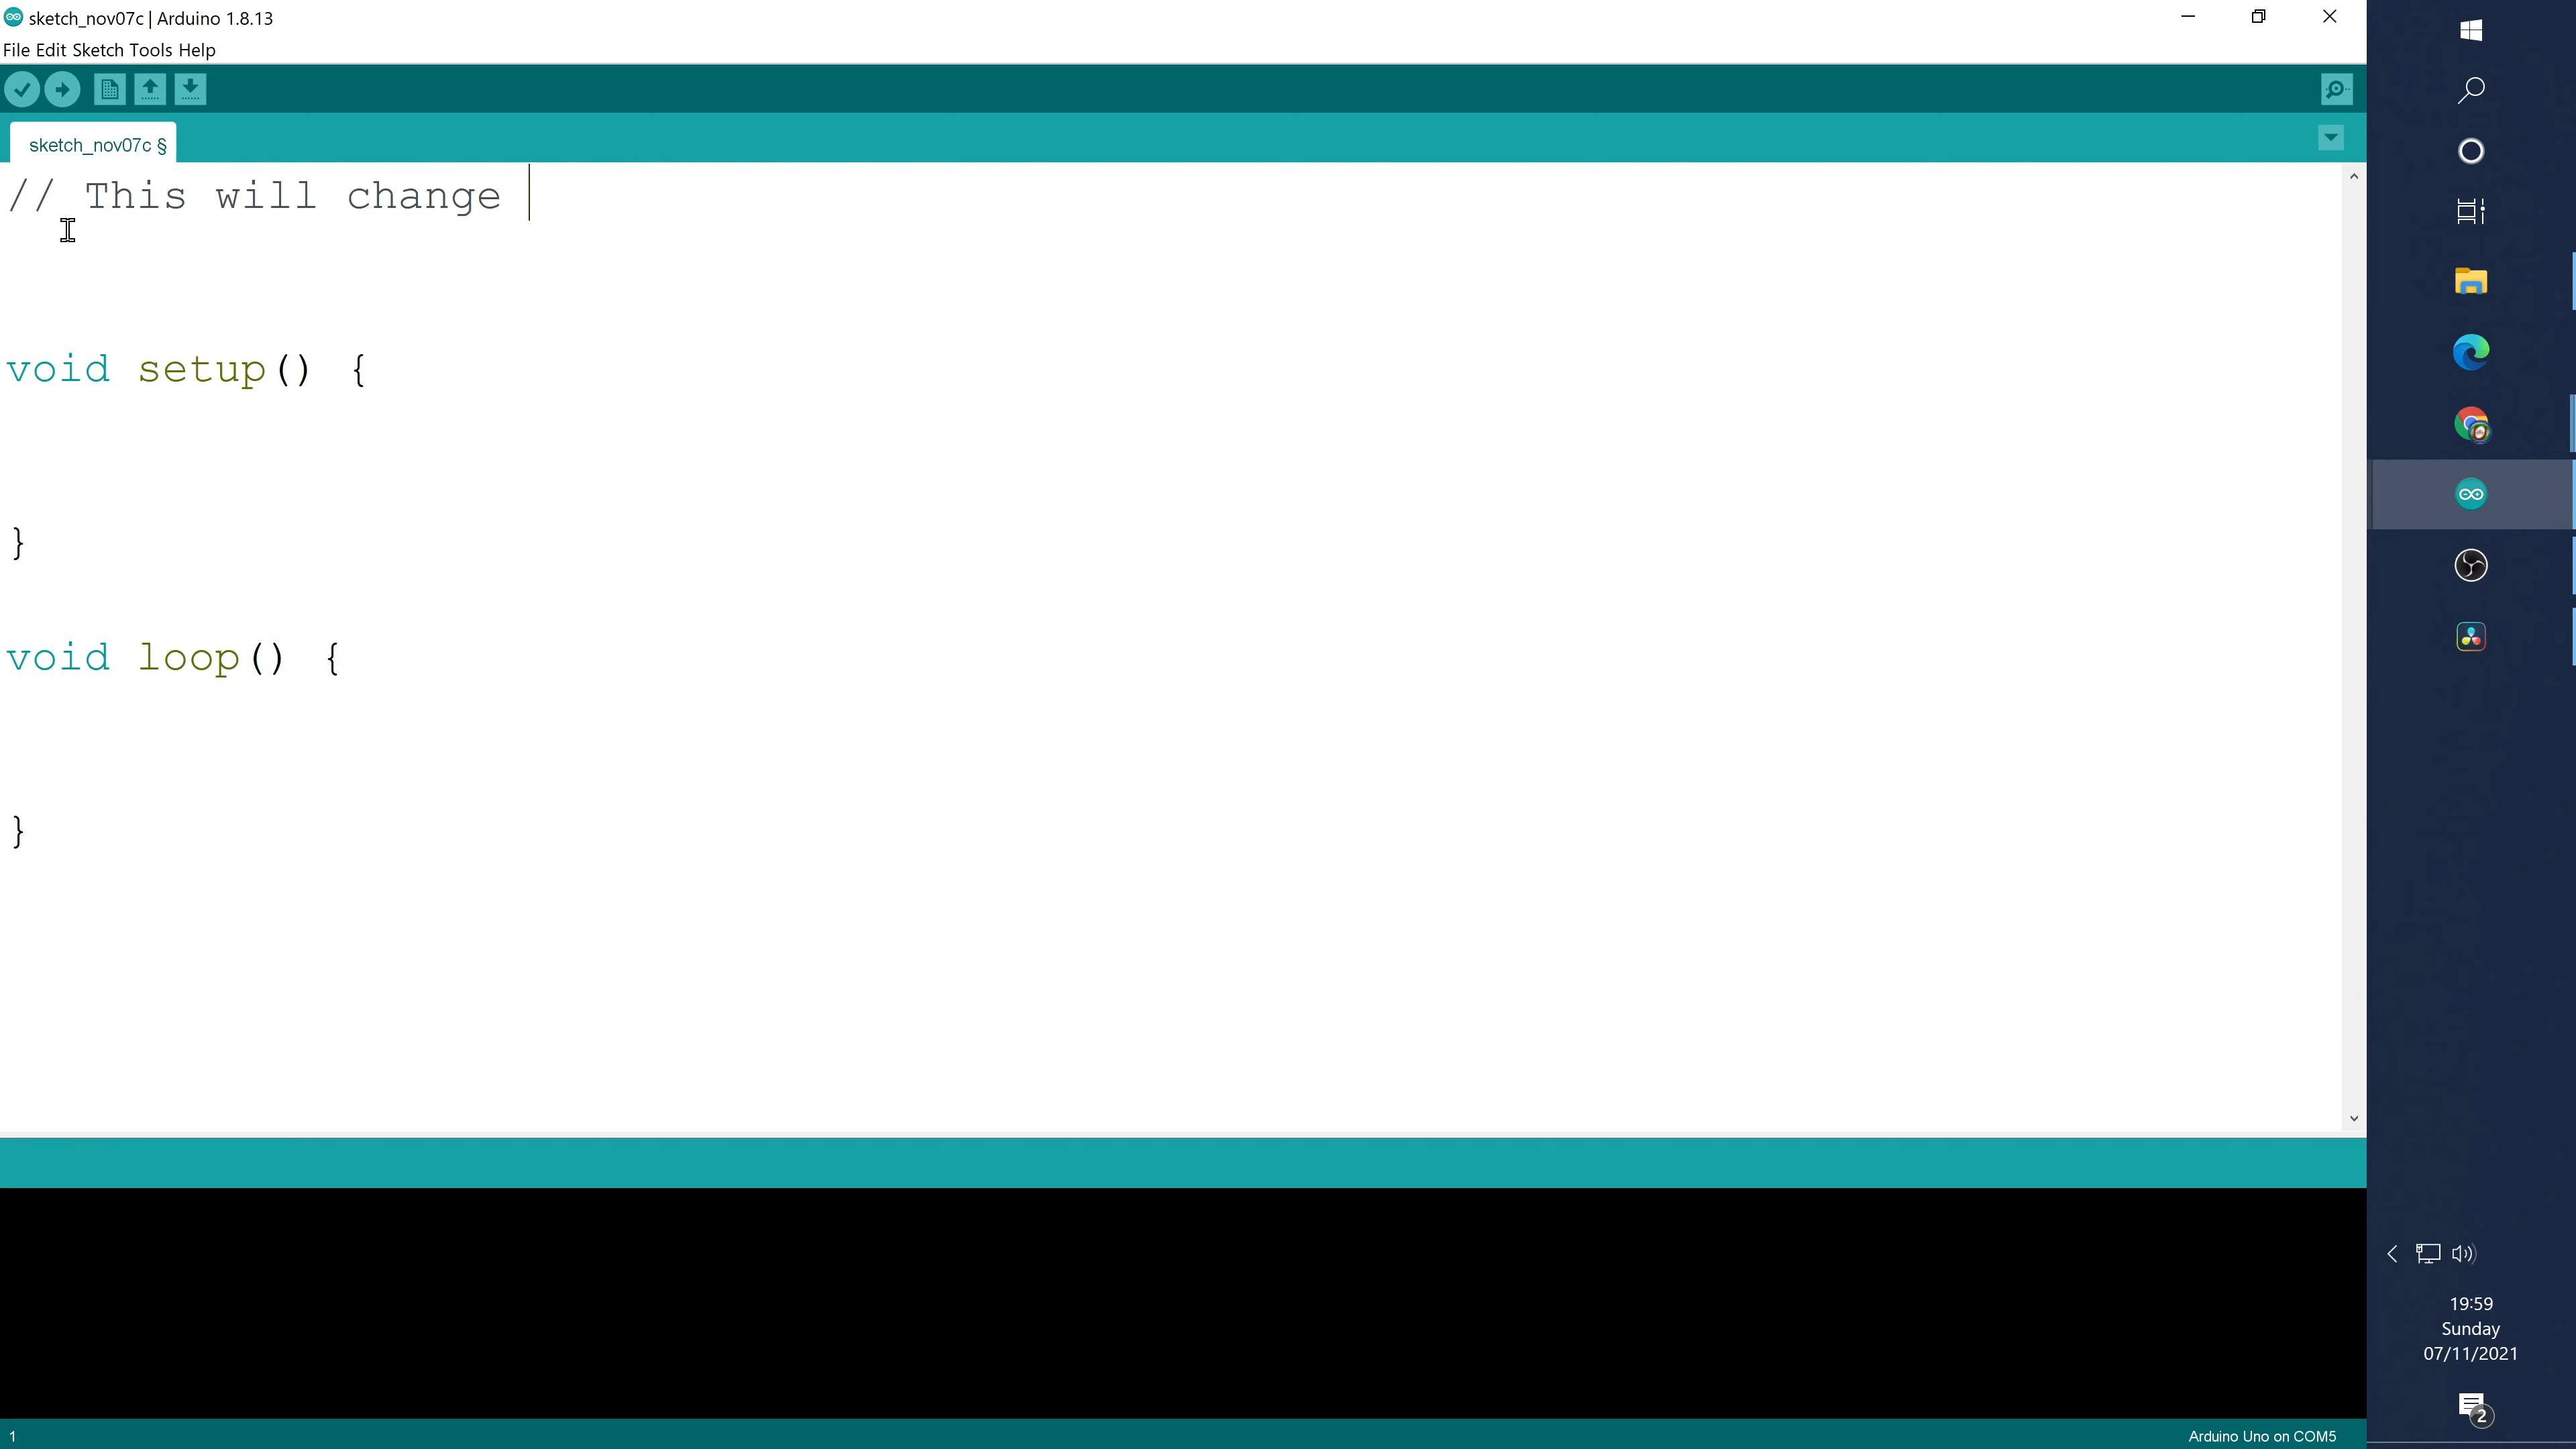 sketch_nov07c | Arduino 1.8.13
File Edit Sketch Tools Help
sketch_nov07c §
// This will change
void setup() {
}
void loop() {
}
19:59
Sunday
07/11/2021
2
1
Arduino Uno on COM5